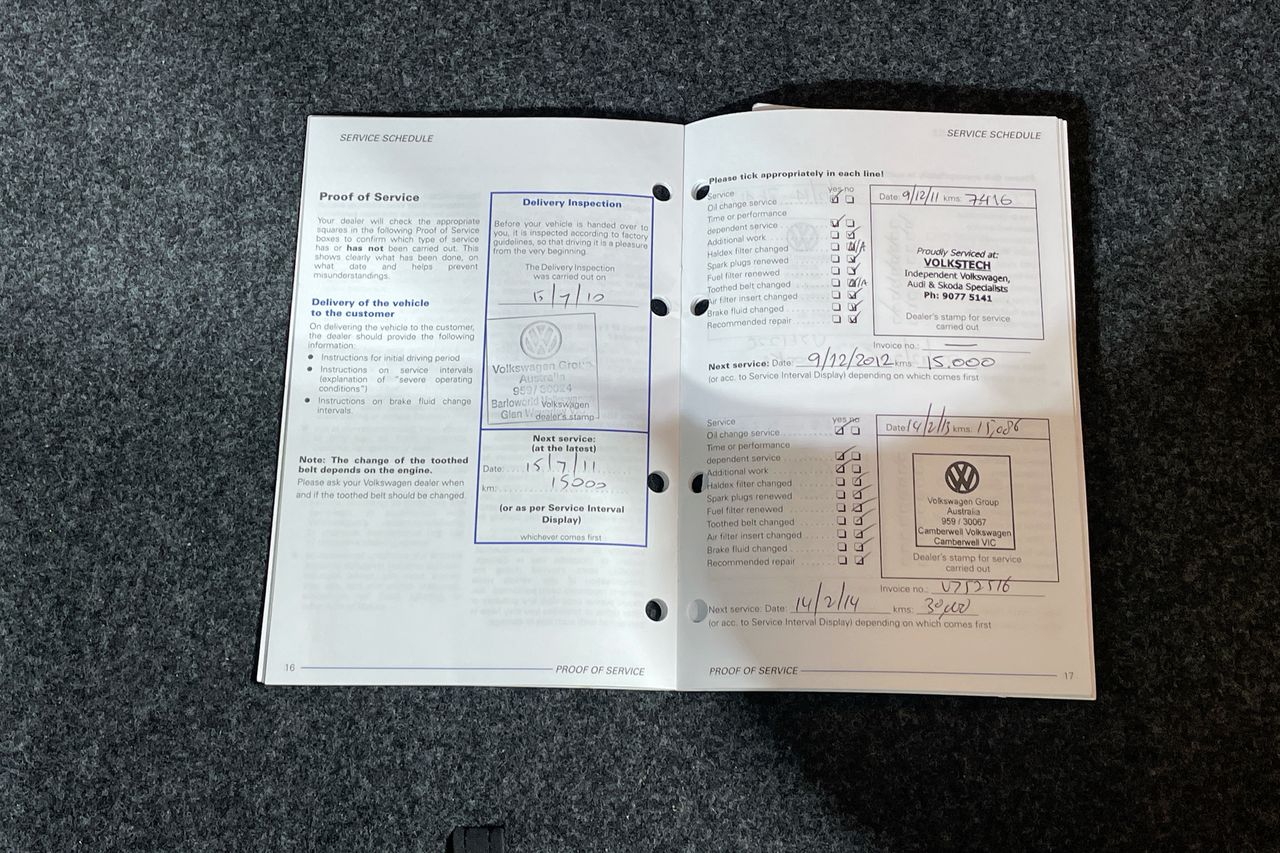 SERVICE SCHEDULE
Proof of Service
Your dealer will check the appropriate
squares in the following Proof of Service
boxes to confirm which type of service
has or has not been carried out. This
shows clearly what has been done, on
what date and helps prevent
misunderstandings.
Delivery of the vehicle
to the customer
On delivering the vehicle to the customer,
the dealer should provide the following
information:
● Instructions for initial driving period
● Instructions on service intervals
(explanation of "severe operating
conditions")
● Instructions on brake fluid change
intervals.
Note: The change of the toothed
belt depends on the engine.
Please ask your Volkswagen dealer when
and if the toothed belt should be changed.
Delivery Inspection
Before your vehicle is handed over to
you, it is inspected according to factory
guidelines, so that driving it is a pleasure
from the very beginning.
The Delivery Inspection
was carried out on
15/7/10
Volkswagen Group
Australia
959/30024
Barloworld Volkswagen
Glen
Volkswagen
dealer's stamp
Next service:
(at the latest)
Date: 15/7/11
km: 15000
(or as per Service Interval
Display)
whichever comes first
16
PROOF OF SERVICE
SERVICE SCHEDULE
Please tick appropriately in each line!
Service yes no
Oil change service
Time or performance
dependent service
Additional work
Haldex filter changed N/A
Spark plugs renewed
Fuel filter renewed
Toothed belt changed N/A
Air filter insert changed
Brake fluid changed
Recommended repair
Date: 9/12/11 kms: 7416
Proudly Serviced at:
VOLKSTECH
Independent Volkswagen,
Audi & Skoda Specialists
Ph: 9077 5141
Dealer's stamp for service
carried out
Invoice no.: —
Next service: Date: 9/12/2012 kms: 15.000
(or acc. to Service Interval Display) depending on which comes first
Service yes no
Oil change service
Time or performance
dependent service
Additional work
Haldex filter changed
Spark plugs renewed
Fuel filter renewed
Toothed belt changed
Air filter insert changed
Brake fluid changed
Recommended repair
Date: 14/2/13 kms: 15,086
Volkswagen Group
Australia
959 / 30067
Camberwell Volkswagen
Camberwell VIC
Dealer's stamp for service
carried out
Invoice no.: V752516
Next service: Date: 14/2/14 kms: 30,000
(or acc. to Service Interval Display) depending on which comes first
PROOF OF SERVICE
17